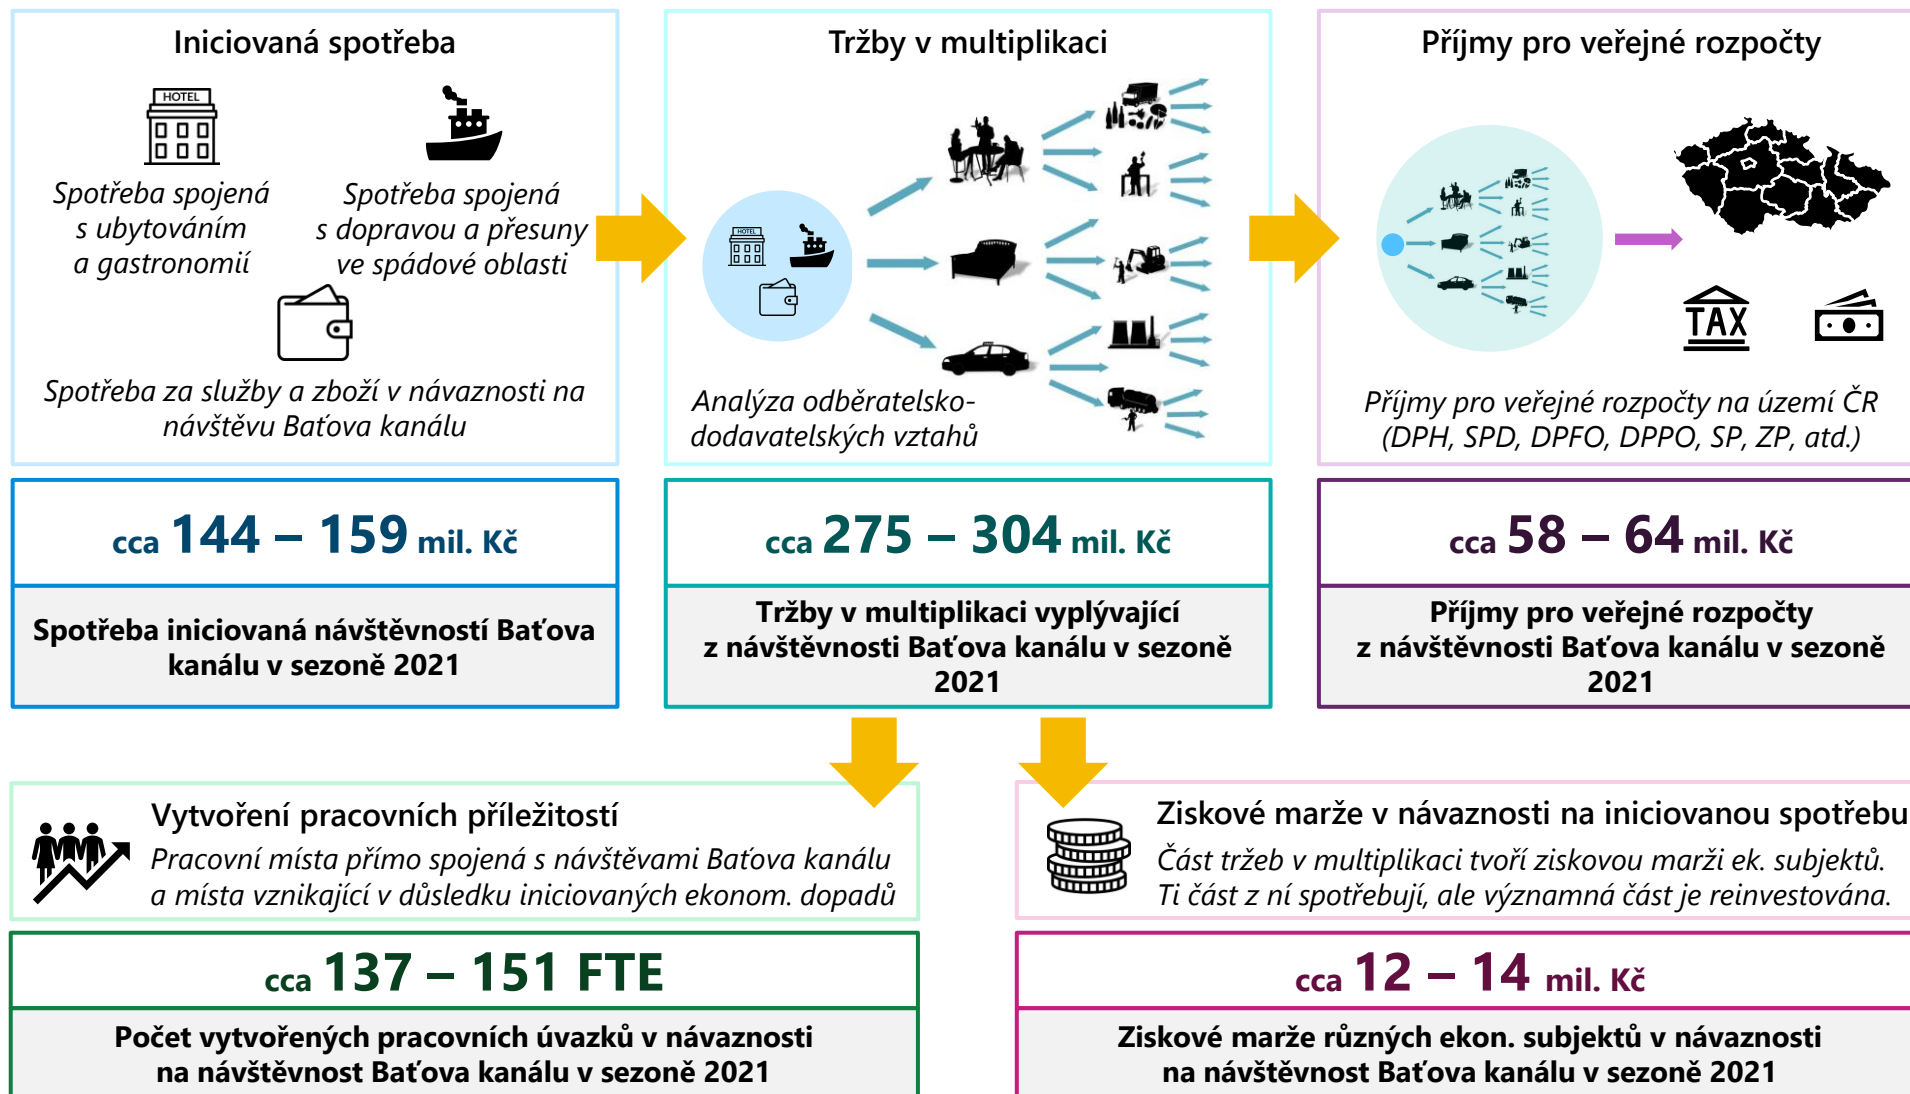 Iniciovaná spotřeba
HOTEL
Spotřeba spojená
s ubytováním
a gastronomií
Spotřeba spojená
s dopravou a přesuny
ve spádové oblasti
Spotřeba za služby a zboží v návaznosti na
návštěvu Baťova kanálu
cca 144 – 159 mil. Kč
Spotřeba iniciovaná návštěvností Baťova
kanálu v sezoně 2021
Tržby v multiplikaci
HOTEL
Analýza odběratelsko-
dodavatelských vztahů
cca 275 – 304 mil. Kč
Tržby v multiplikaci vyplývající
z návštěvnosti Baťova kanálu v sezoně
2021
Příjmy pro veřejné rozpočty
TAX
Příjmy pro veřejné rozpočty na území ČR
(DPH, SPD, DPFO, DPPO, SP, ZP, atd.)
cca 58 – 64 mil. Kč
Příjmy pro veřejné rozpočty
z návštěvnosti Baťova kanálu v sezoně
2021
Vytvoření pracovních příležitostí
Pracovní místa přímo spojená s návštěvami Baťova kanálu
a místa vznikající v důsledku iniciovaných ekonom. dopadů
cca 137 – 151 FTE
Počet vytvořených pracovních úvazků v návaznosti
na návštěvnost Baťova kanálu v sezoně 2021
Ziskové marže v návaznosti na iniciovanou spotřebu
Část tržeb v multiplikaci tvoří ziskovou marži ek. subjektů.
Ti část z ní spotřebují, ale významná část je reinvestována.
cca 12 – 14 mil. Kč
Ziskové marže různých ekon. subjektů v návaznosti
na návštěvnost Baťova kanálu v sezoně 2021